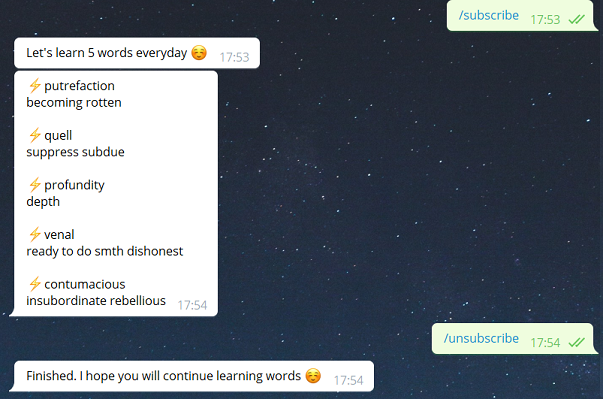 /subscribe 17:53
Let's learn 5 words everyday ☺️ 17:53
⚡putrefaction
becoming rotten
⚡quell
suppress subdue
⚡profundity
depth
⚡venal
ready to do smth dishonest
⚡contumacious
insubordinate rebellious 17:54
/unsubscribe 17:54
Finished. I hope you will continue learning words ☺️ 17:54